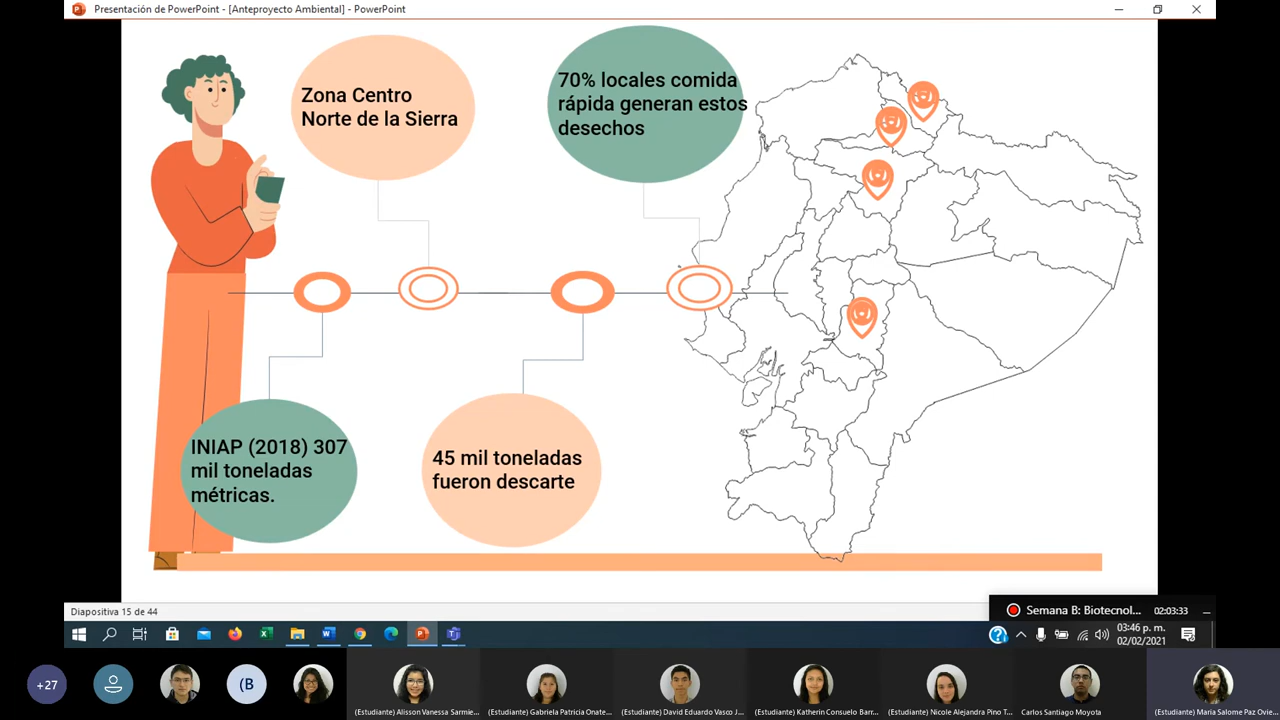 Presentación de PowerPoint - [Anteproyecto Ambiental] - PowerPoint
Zona Centro
Norte de la Sierra
70% locales comida
rápida generan estos
desechos
INIAP (2018) 307
mil toneladas
métricas.
45 mil toneladas
fueron descarte
Diapositiva 15 de 44
Semana B: Biotecnol...
02:03:33
03:46 p. m.
02/02/2021
+27
(B
(Estudiante) Alisson Vanessa Sarmie...
(Estudiante) Gabriela Patricia Onate...
(Estudiante) David Eduardo Vasco J...
(Estudiante) Katherin Consuelo Barr...
(Estudiante) Nicole Alejandra Pino T...
Carlos Santiago Moyota
(Estudiante) Maria Salome Paz Ovie...